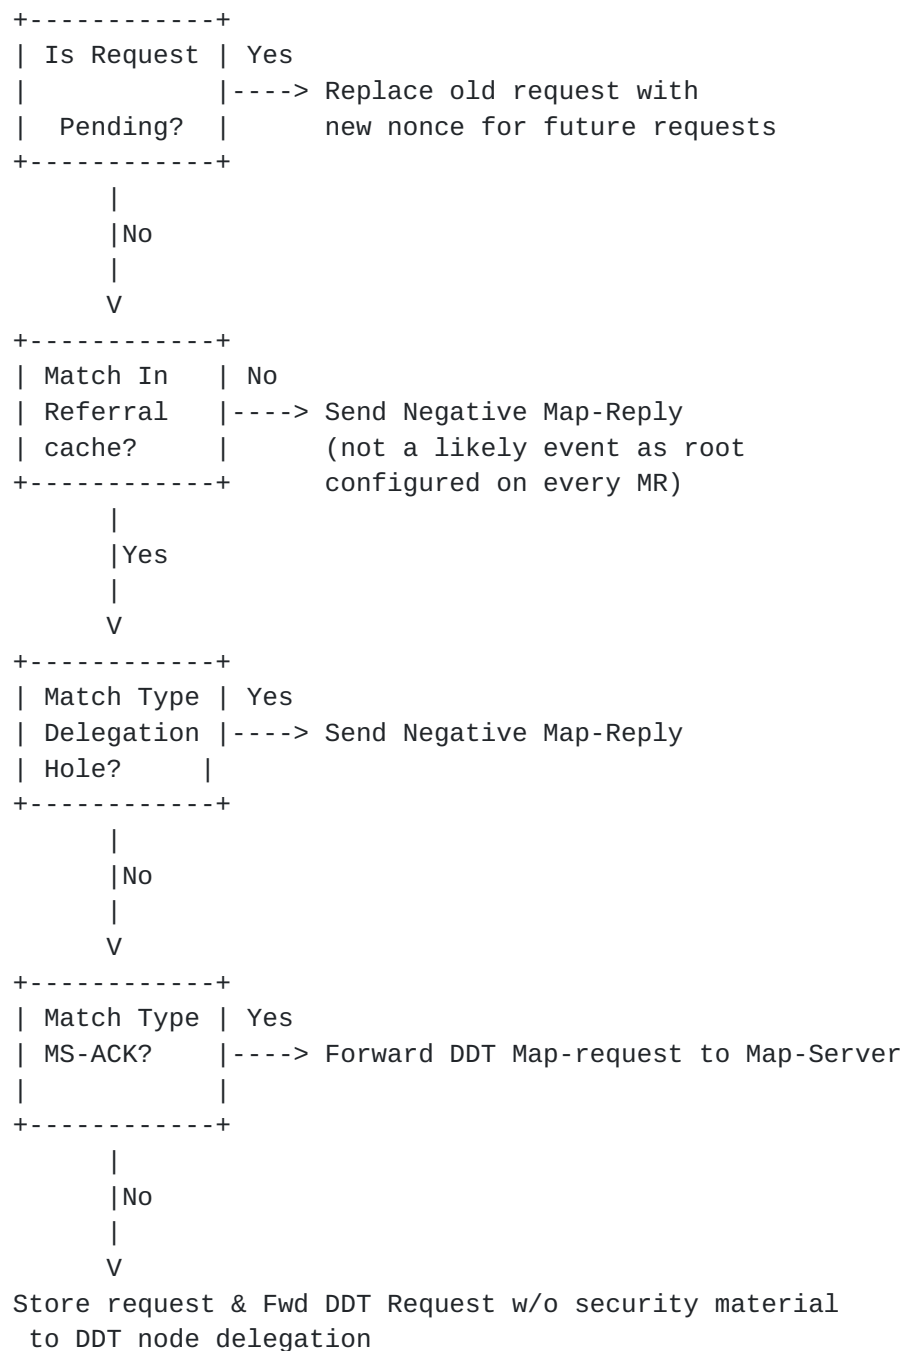 +------------+
| Is Request | Yes
|            |----> Replace old request with
|  Pending?  |      new nonce for future requests
+------------+
      |
      |No
      |
      V
+------------+
| Match In   | No
| Referral   |----> Send Negative Map-Reply
| cache?     |      (not a likely event as root
+------------+      configured on every MR)
      |
      |Yes
      |
      V
+------------+
| Match Type | Yes
| Delegation |----> Send Negative Map-Reply
| Hole?     |
+------------+
      |
      |No
      |
      V
+------------+
| Match Type | Yes
| MS-ACK?    |----> Forward DDT Map-request to Map-Server
|            |
+------------+
      |
      |No
      |
      V
Store request & Fwd DDT Request w/o security material
 to DDT node delegation